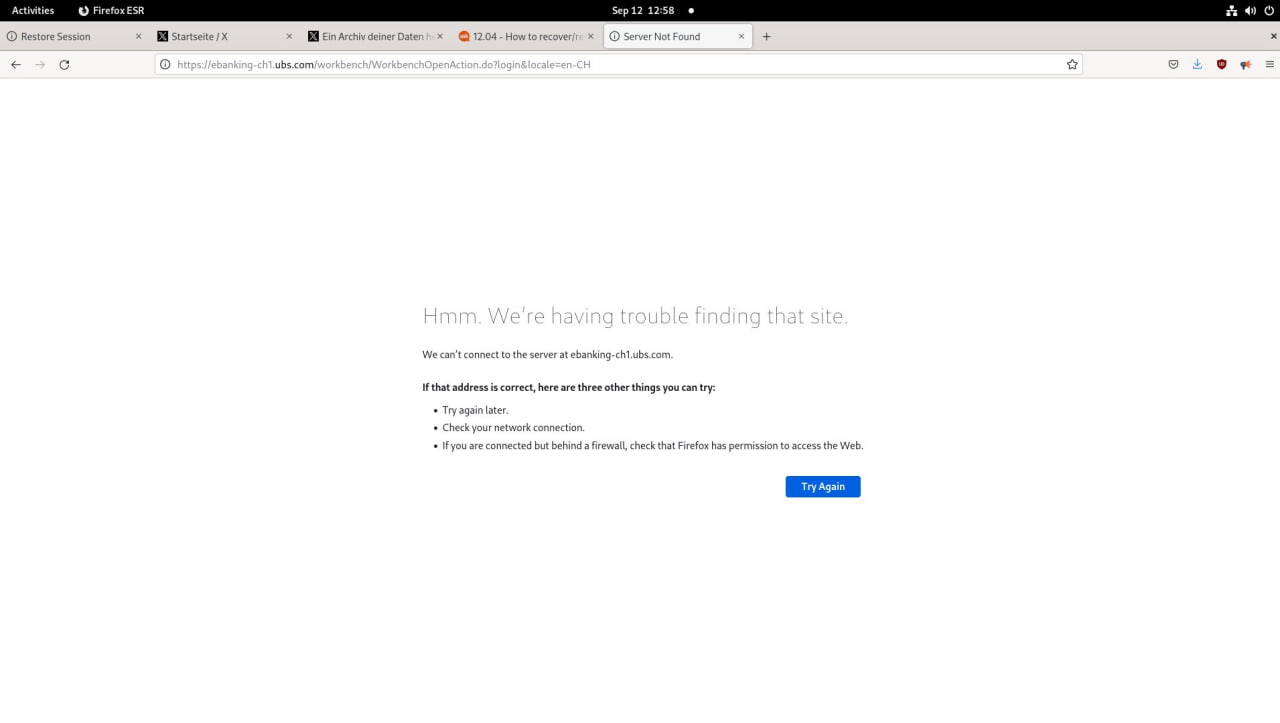 Activities Firefox ESR Sep 12 12:58
Restore Session Startseite / X Ein Archiv deiner Daten 12.04 - How to recover/re Server Not Found
https://ebanking-ch1.ubs.com/workbench/WorkbenchOpenAction.do?login&locale=en-CH
Hmm. We're having trouble finding that site.
We can't connect to the server at ebanking-ch1.ubs.com.
If that address is correct, here are three other things you can try:
• Try again later.
• Check your network connection.
• If you are connected but behind a firewall, check that Firefox has permission to access the Web.
Try Again